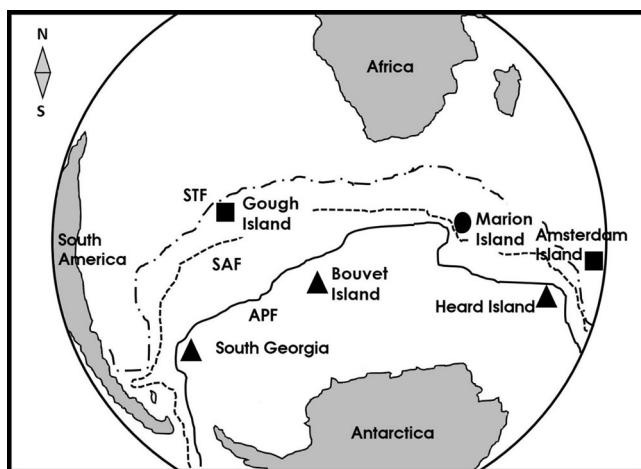 N
S
Africa
STF
Gough
Island
Marion
Island
South
America
Amsterdam
Island
SAF
Bouvet
Island
Heard Island
APF
South Georgia
Antarctica